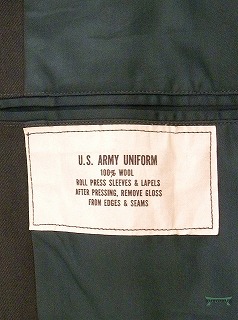 U.S. ARMY UNIFORM
100% WOOL
ROLL PRESS SLEEVES & LAPELS
AFTER PRESSING, REMOVE GLOSS
FROM EDGES & SEAMS